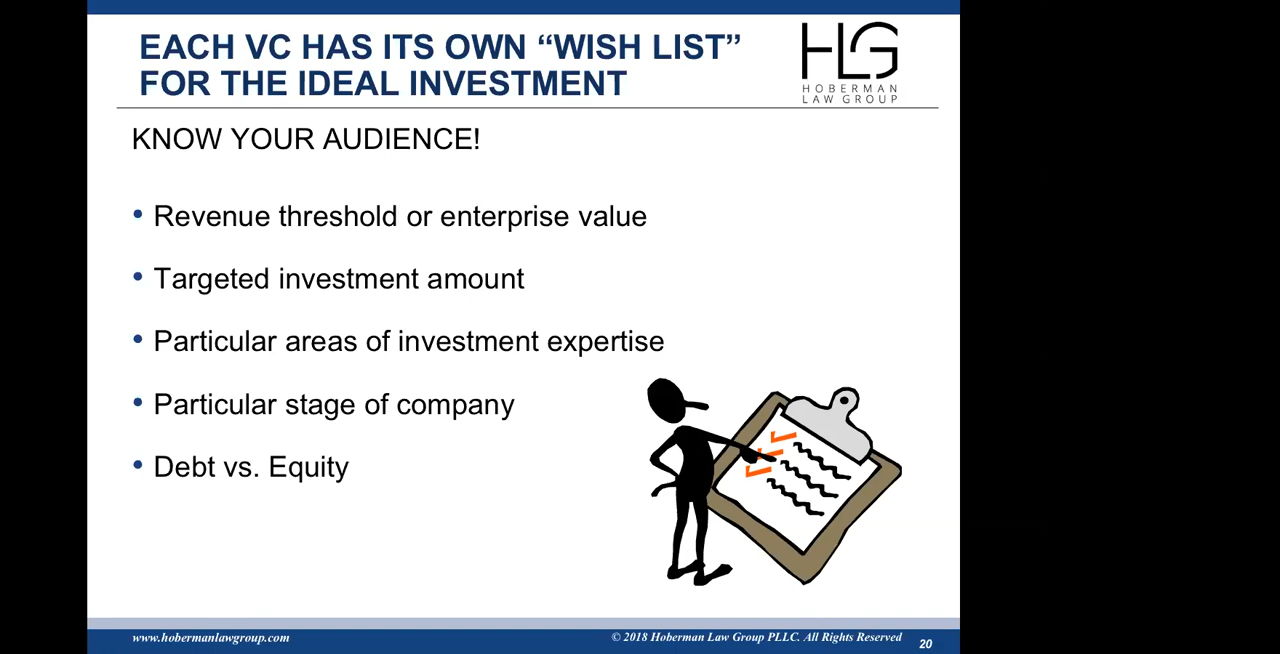 EACH VC HAS ITS OWN “WISH LIST”
FOR THE IDEAL INVESTMENT
HLG
HOBERMAN
LAW GROUP
KNOW YOUR AUDIENCE!
• Revenue threshold or enterprise value
• Targeted investment amount
• Particular areas of investment expertise
• Particular stage of company
• Debt vs. Equity
www.hobermanlawgroup.com
© 2018 Hoberman Law Group PLLC. All Rights Reserved
20